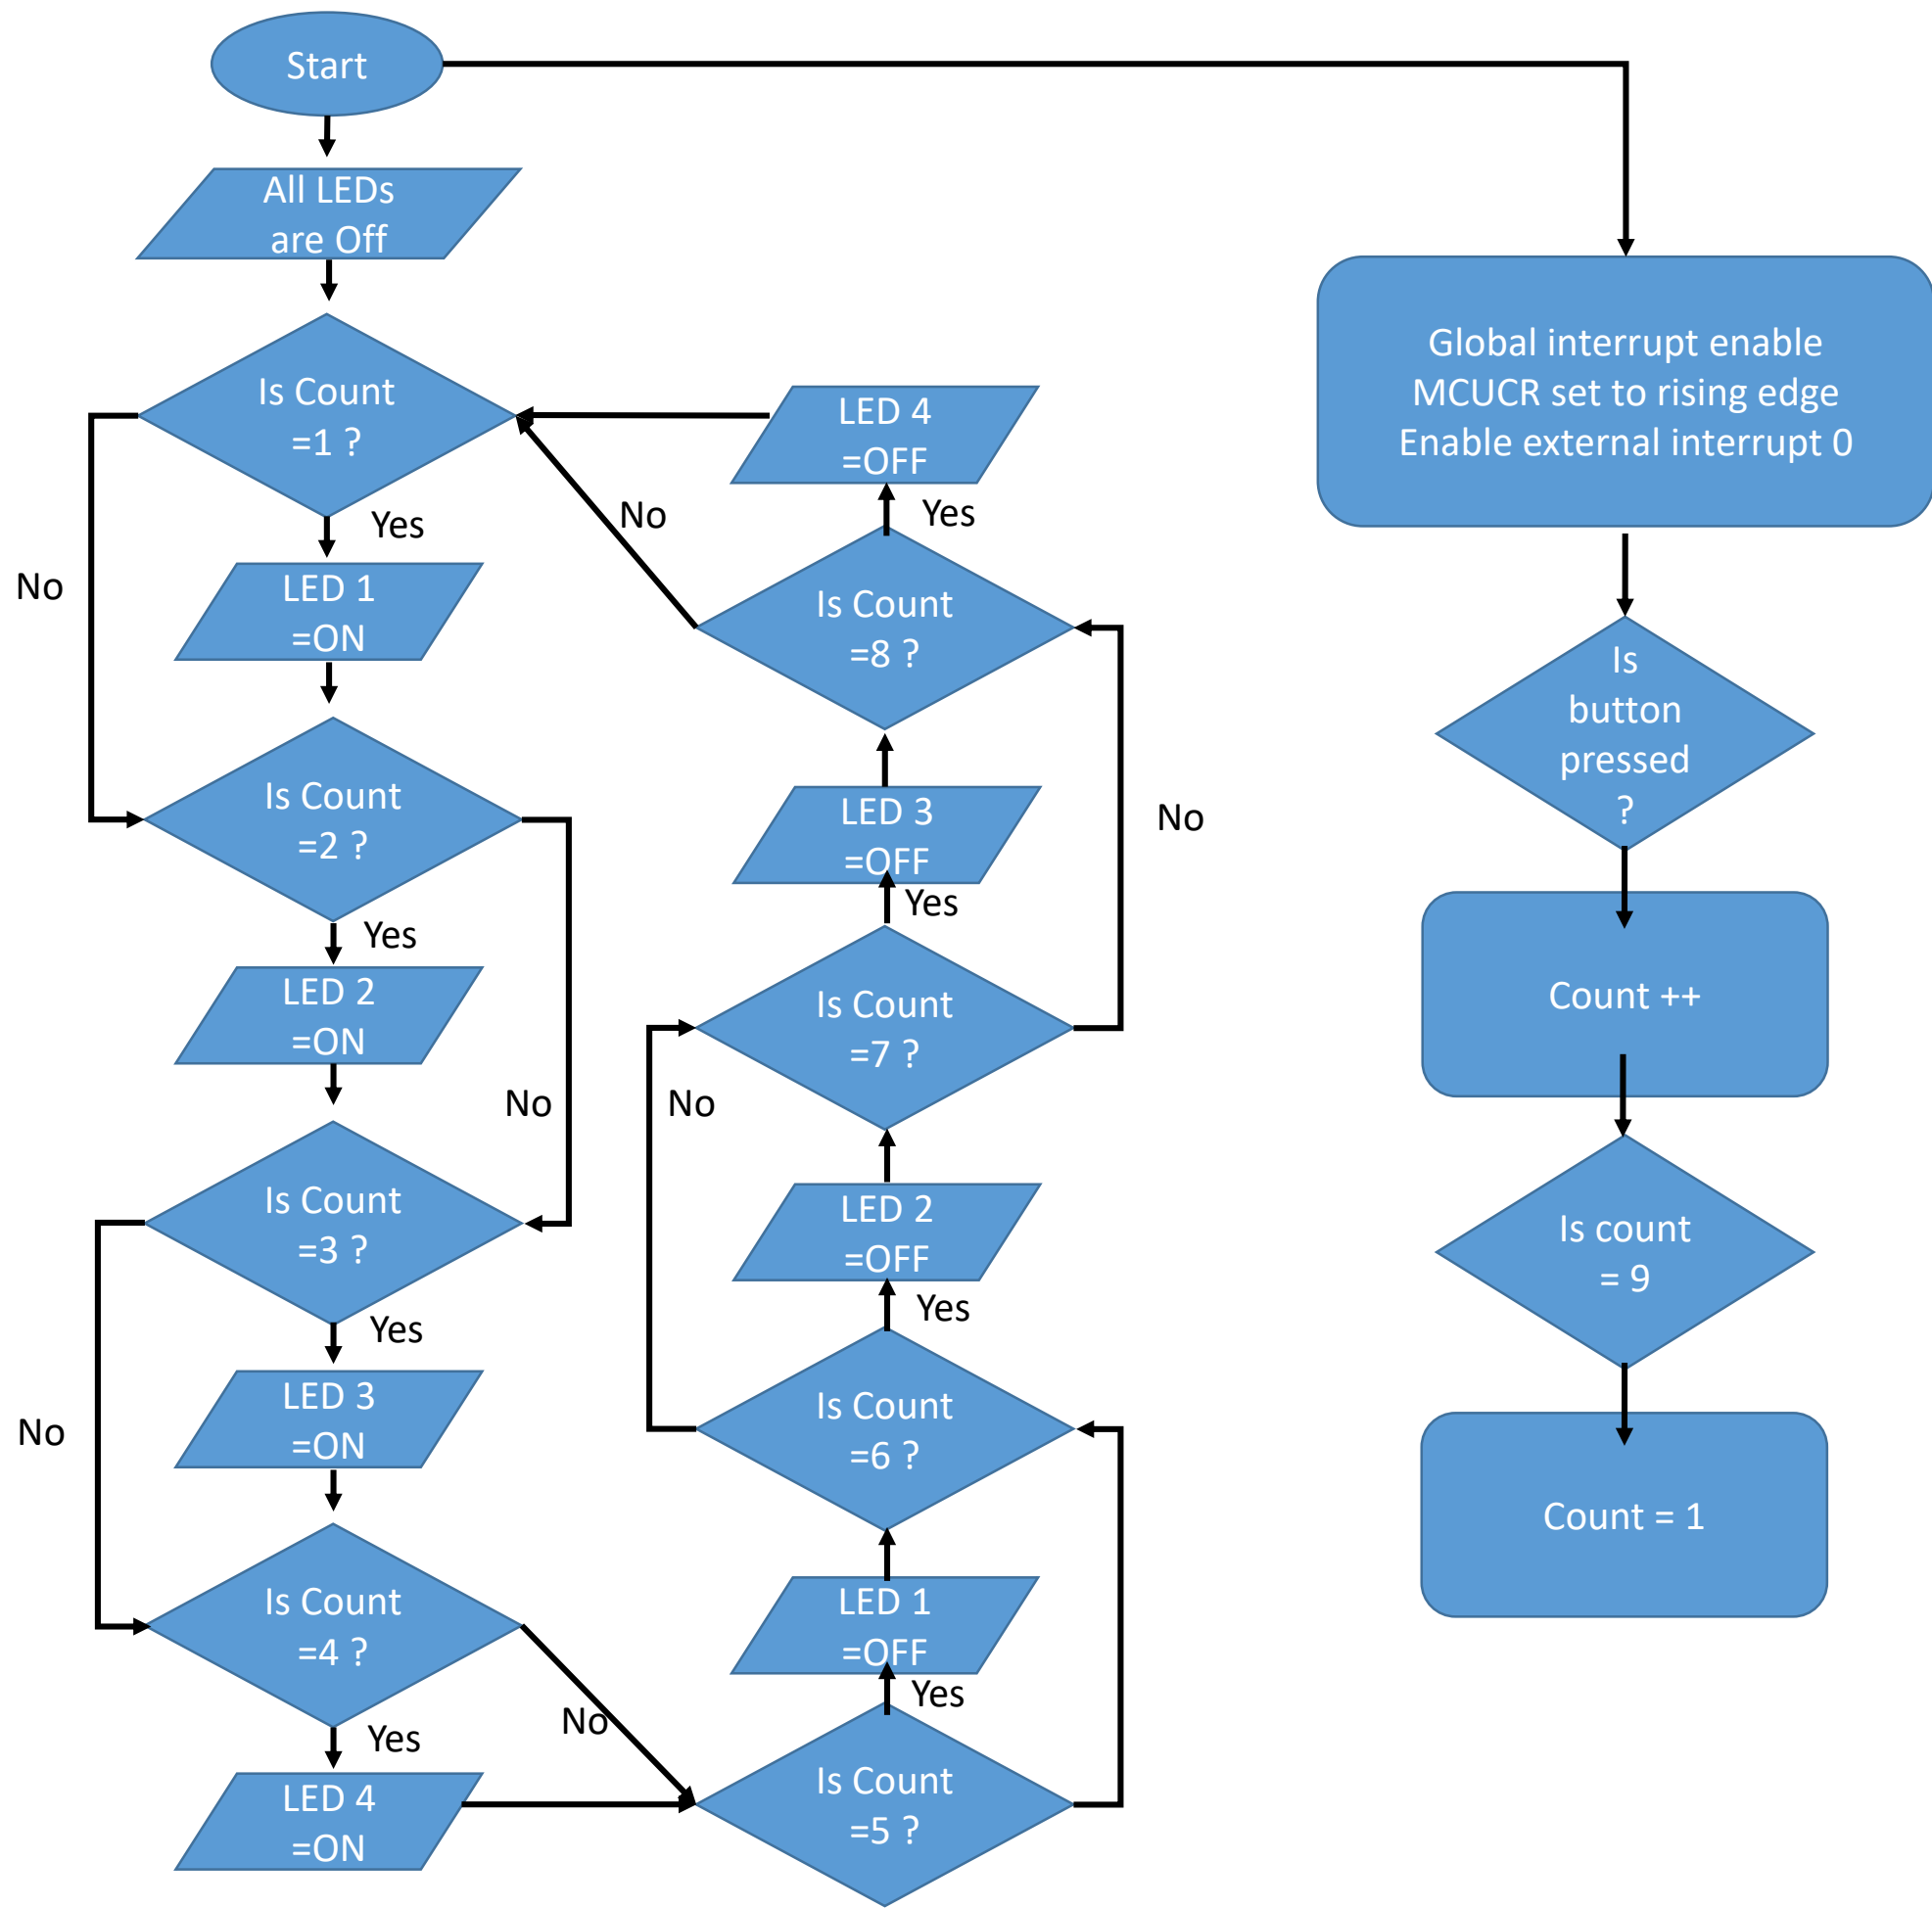 Start
All LEDs
are Off
Is Count
=1 ?
Yes
No
LED 1
=ON
Is Count
=2 ?
Yes
No
LED 2
=ON
Is Count
=3 ?
Yes
No
LED 3
=ON
Is Count
=4 ?
Yes
No
LED 4
=ON
Is Count
=5 ?
Yes
LED 1
=OFF
Is Count
=6 ?
Yes
No
LED 2
=OFF
Is Count
=7 ?
Yes
No
LED 3
=OFF
Is Count
=8 ?
Yes
No
LED 4
=OFF
Global interrupt enable
MCUCR set to rising edge
Enable external interrupt 0
Is
button
pressed
?
Count ++
Is count
= 9
Count = 1